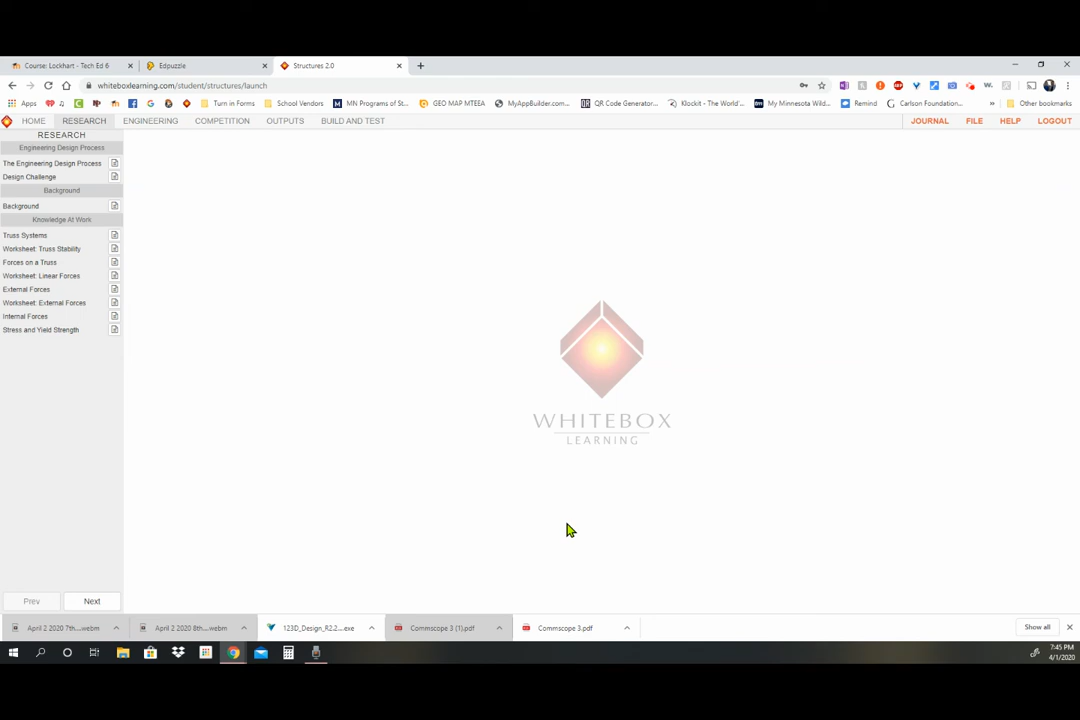 Course: Lockhart - Tech Ed 6
Edpuzzle
Structures 2.0
whiteboxlearning.com/student/structures/launch
Apps
Turn in Forms
School Vendors
MN Programs of St...
GEO MAP MTEEA
MyAppBuilder.com...
QR Code Generator...
Klockit - The World'...
My Minnesota Wild...
Remind
Carlson Foundation...
»
Other bookmarks
HOME
RESEARCH
ENGINEERING
COMPETITION
OUTPUTS
BUILD AND TEST
JOURNAL
FILE
HELP
LOGOUT
RESEARCH
Engineering Design Process
The Engineering Design Process
Design Challenge
Background
Background
Knowledge At Work
Truss Systems
Worksheet: Truss Stability
Forces on a Truss
Worksheet: Linear Forces
External Forces
Worksheet: External Forces
Internal Forces
Stress and Yield Strength
WHITEBOX
LEARNING
Prev
Next
April 2 2020 7th....webm
April 2 2020 8th....webm
123D_Design_R2.2....exe
Commscope 3 (1).pdf
Commscope 3.pdf
Show all
7:45 PM
4/1/2020